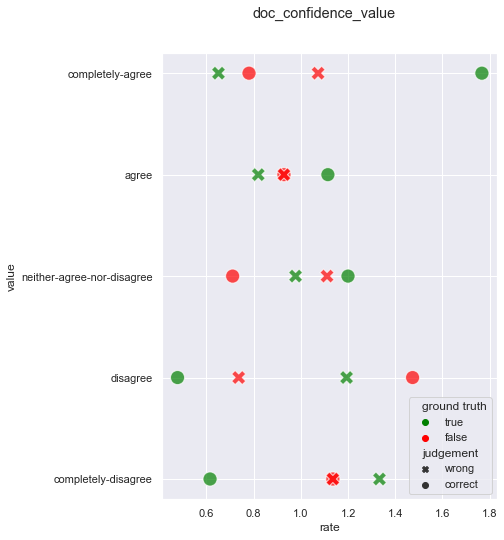 doc_confidence_value
completely-agree
agree
neither-agree-nor-disagree
disagree
completely-disagree
value
0.6 0.8 1.0 1.2 1.4 1.6 1.8
rate
ground truth
true
false
judgement
wrong
correct